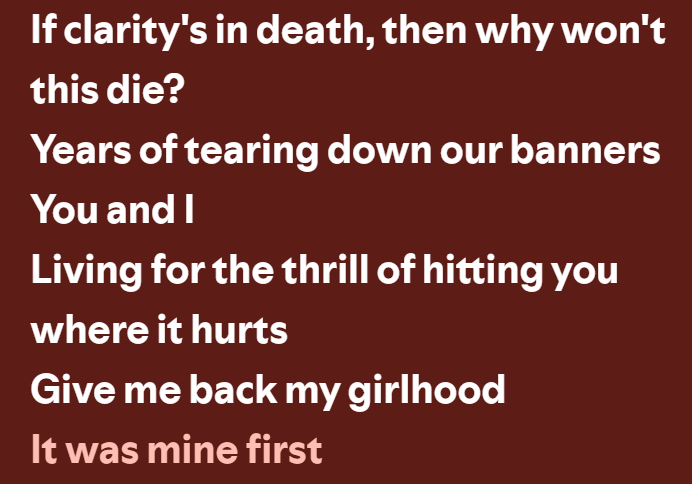 If clarity's in death, then why won't
this die?
Years of tearing down our banners
You and I
Living for the thrill of hitting you
where it hurts
Give me back my girlhood
It was mine first